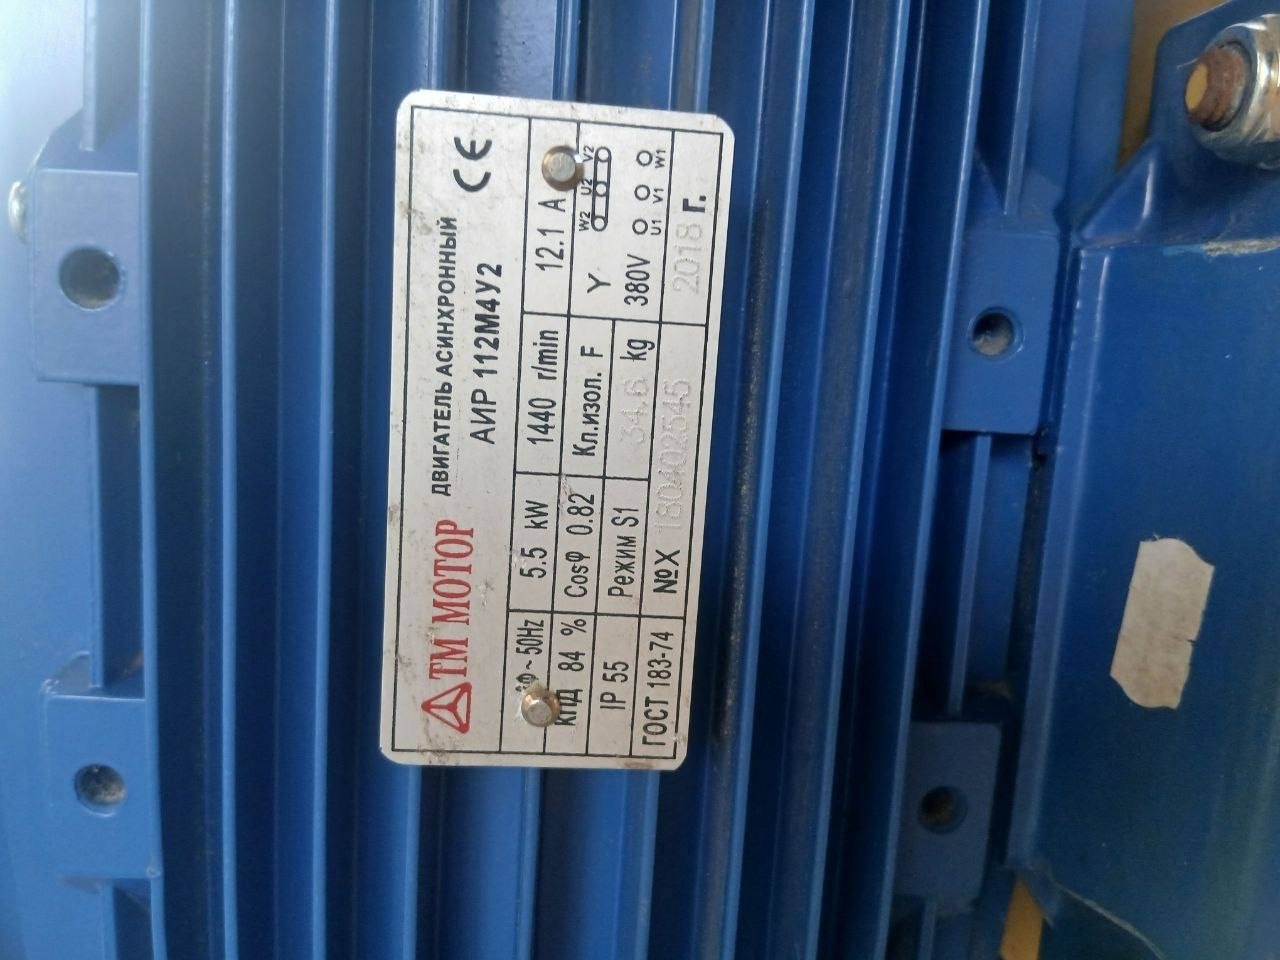 ТМ МОТОР
ДВИГАТЕЛЬ АСИНХРОННЫЙ
АИР 112М4У2
CE
~ 50Hz 5.5 kW 1440 r/min 12.1 A
КПД 84 % Cosφ 0.82 Кл.изол. F Y W2 U2 V2
IP 55 Режим S1 34.6 kg 380V U1 V1 W1
ГОСТ 183-74 №X 180402545 2018 г.